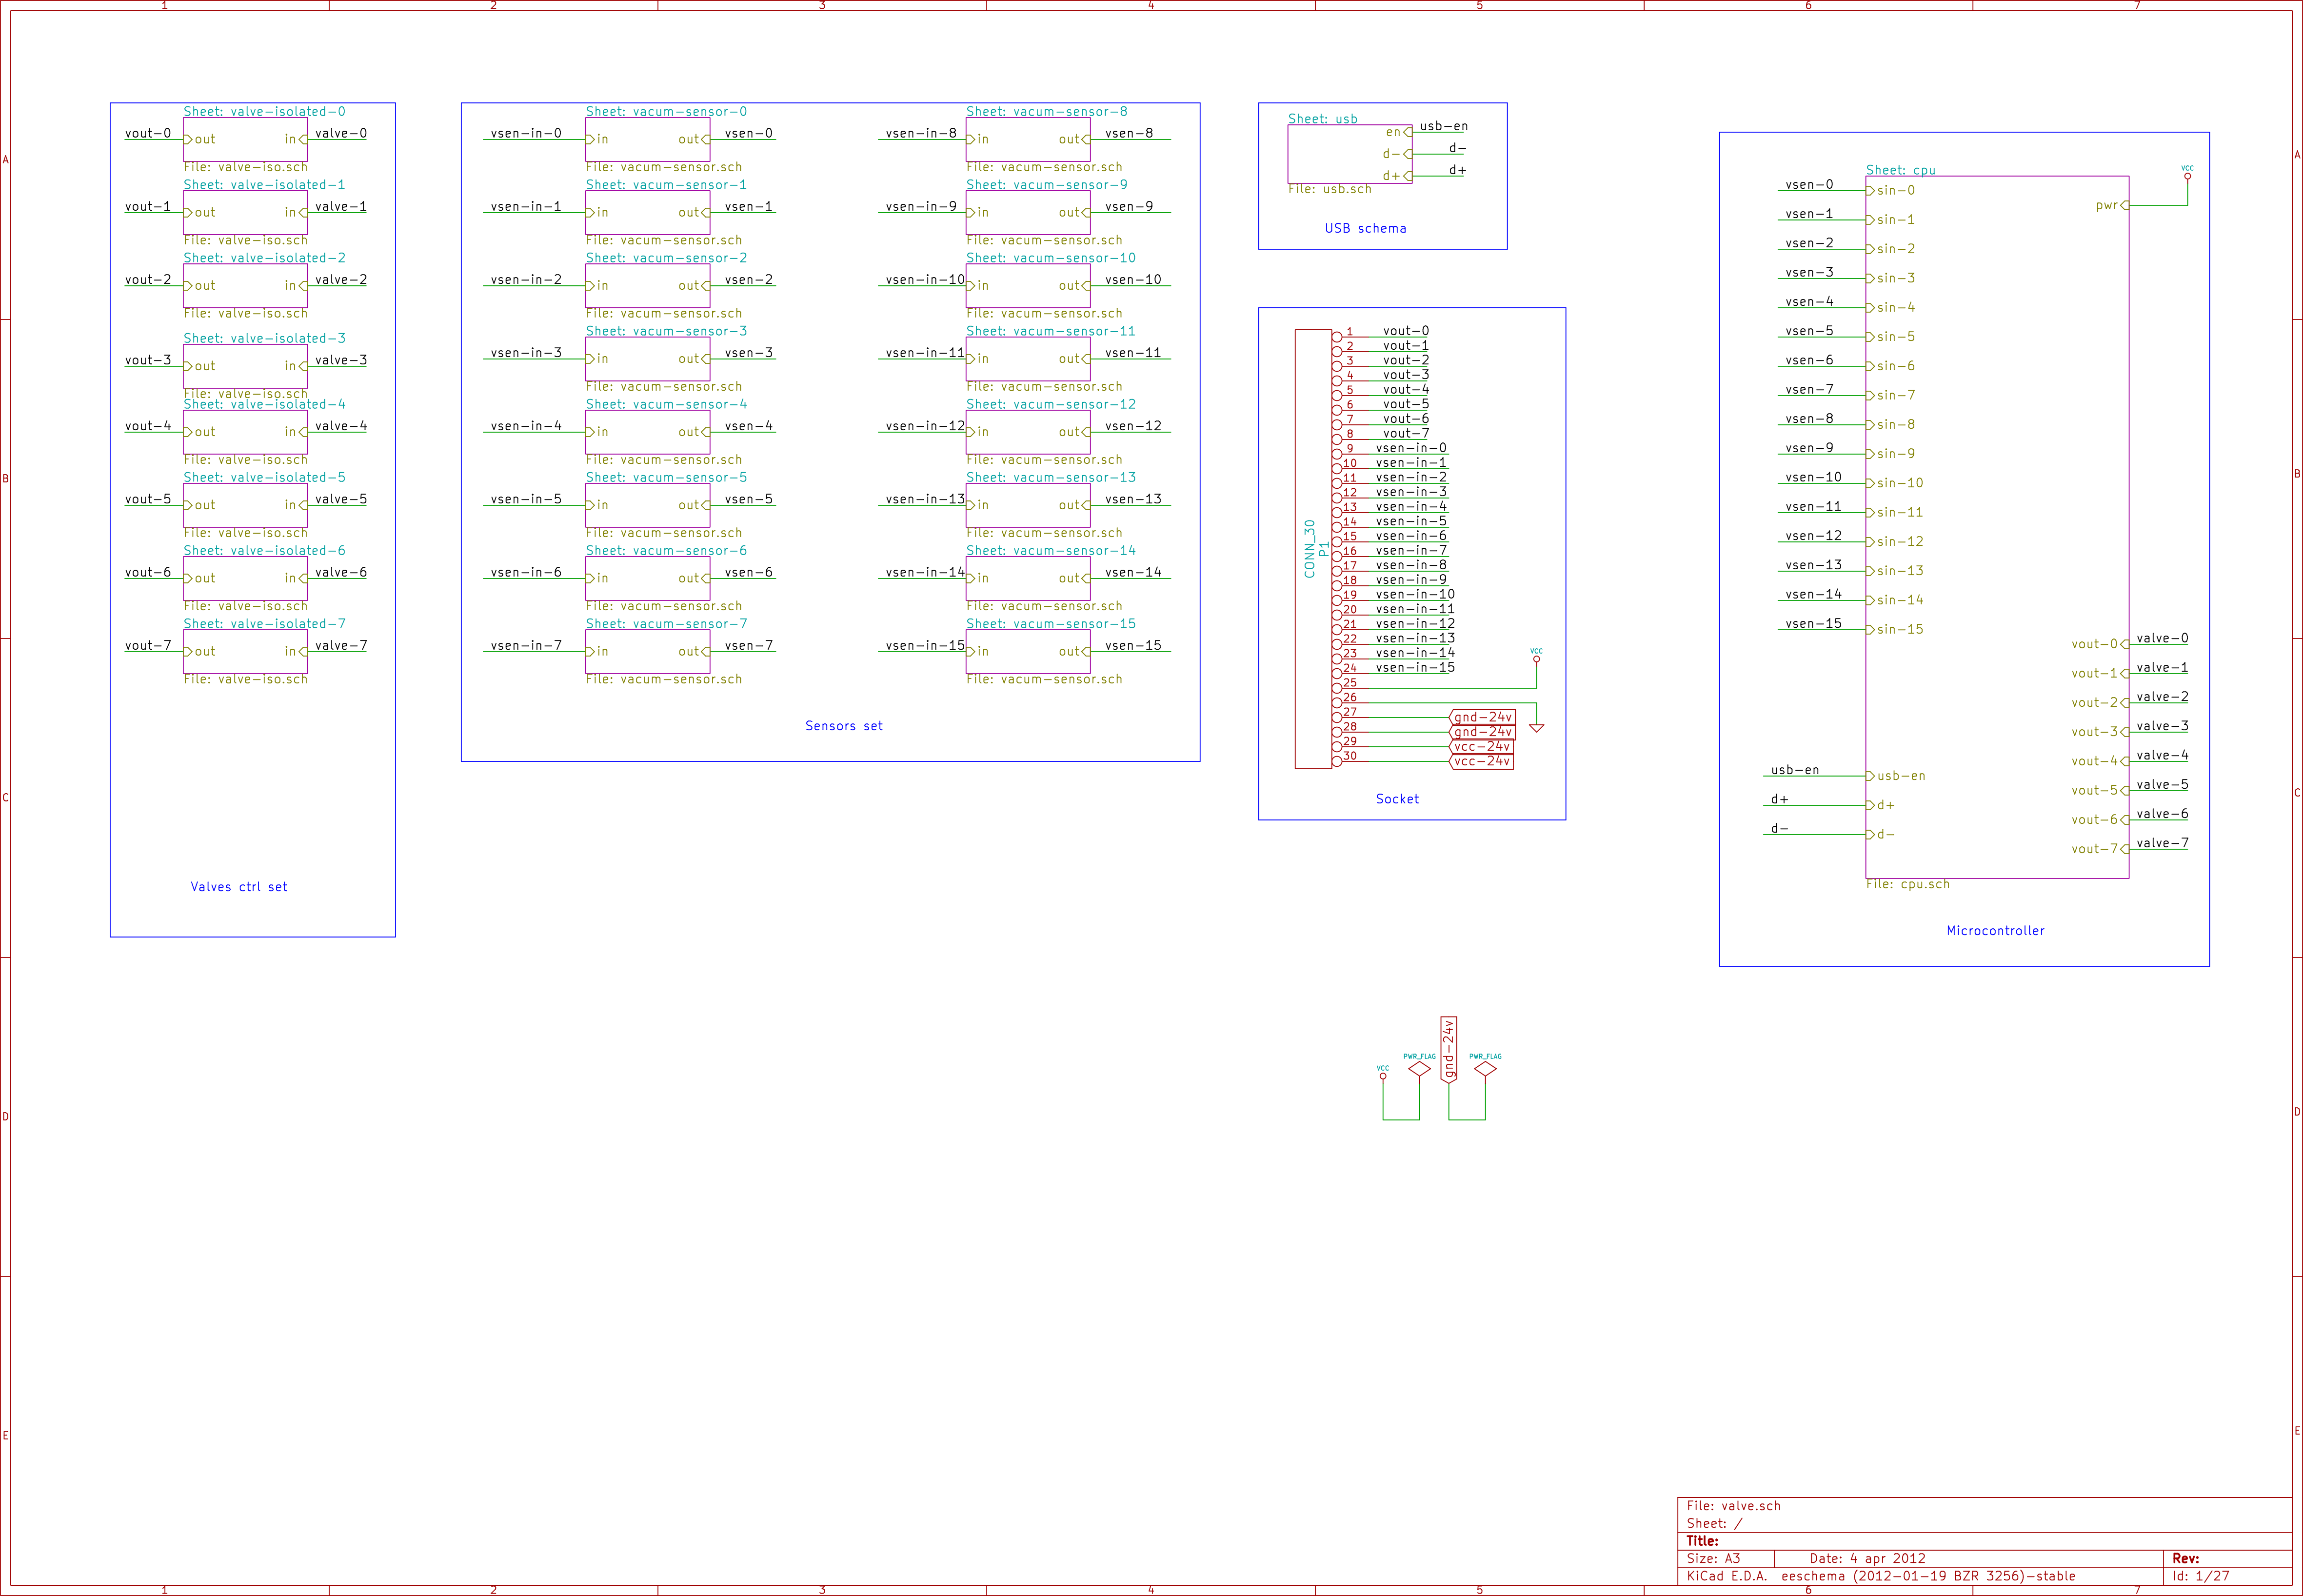 1 2 3 4 5 6 7
A
B
C
D
E
Sheet: valve-isolated-0
vout-0 out in valve-0
File: valve-iso.sch
Sheet: valve-isolated-1
vout-1 out in valve-1
File: valve-iso.sch
Sheet: valve-isolated-2
vout-2 out in valve-2
File: valve-iso.sch
Sheet: valve-isolated-3
vout-3 out in valve-3
File: valve-iso.sch
Sheet: valve-isolated-4
vout-4 out in valve-4
File: valve-iso.sch
Sheet: valve-isolated-5
vout-5 out in valve-5
File: valve-iso.sch
Sheet: valve-isolated-6
vout-6 out in valve-6
File: valve-iso.sch
Sheet: valve-isolated-7
vout-7 out in valve-7
File: valve-iso.sch
Valves ctrl set
Sheet: vacum-sensor-0
vsen-in-0 in out vsen-0
File: vacum-sensor.sch
Sheet: vacum-sensor-1
vsen-in-1 in out vsen-1
File: vacum-sensor.sch
Sheet: vacum-sensor-2
vsen-in-2 in out vsen-2
File: vacum-sensor.sch
Sheet: vacum-sensor-3
vsen-in-3 in out vsen-3
File: vacum-sensor.sch
Sheet: vacum-sensor-4
vsen-in-4 in out vsen-4
File: vacum-sensor.sch
Sheet: vacum-sensor-5
vsen-in-5 in out vsen-5
File: vacum-sensor.sch
Sheet: vacum-sensor-6
vsen-in-6 in out vsen-6
File: vacum-sensor.sch
Sheet: vacum-sensor-7
vsen-in-7 in out vsen-7
File: vacum-sensor.sch
Sheet: vacum-sensor-8
vsen-in-8 in out vsen-8
File: vacum-sensor.sch
Sheet: vacum-sensor-9
vsen-in-9 in out vsen-9
File: vacum-sensor.sch
Sheet: vacum-sensor-10
vsen-in-10 in out vsen-10
File: vacum-sensor.sch
Sheet: vacum-sensor-11
vsen-in-11 in out vsen-11
File: vacum-sensor.sch
Sheet: vacum-sensor-12
vsen-in-12 in out vsen-12
File: vacum-sensor.sch
Sheet: vacum-sensor-13
vsen-in-13 in out vsen-13
File: vacum-sensor.sch
Sheet: vacum-sensor-14
vsen-in-14 in out vsen-14
File: vacum-sensor.sch
Sheet: vacum-sensor-15
vsen-in-15 in out vsen-15
File: vacum-sensor.sch
Sensors set
Sheet: usb
en usb-en
d- d-
d+ d+
File: usb.sch
USB schema
CONN_30
P1
1 vout-0
2 vout-1
3 vout-2
4 vout-3
5 vout-4
6 vout-5
7 vout-6
8 vout-7
9 vsen-in-0
10 vsen-in-1
11 vsen-in-2
12 vsen-in-3
13 vsen-in-4
14 vsen-in-5
15 vsen-in-6
16 vsen-in-7
17 vsen-in-8
18 vsen-in-9
19 vsen-in-10
20 vsen-in-11
21 vsen-in-12
22 vsen-in-13
23 vsen-in-14
24 vsen-in-15
VCC
25
26
27 gnd-24v
28 gnd-24v
29 vcc-24v
30 vcc-24v
Socket
Sheet: cpu
VCC
pwr
vsen-0 sin-0
vsen-1 sin-1
vsen-2 sin-2
vsen-3 sin-3
vsen-4 sin-4
vsen-5 sin-5
vsen-6 sin-6
vsen-7 sin-7
vsen-8 sin-8
vsen-9 sin-9
vsen-10 sin-10
vsen-11 sin-11
vsen-12 sin-12
vsen-13 sin-13
vsen-14 sin-14
vsen-15 sin-15
vout-0 valve-0
vout-1 valve-1
vout-2 valve-2
vout-3 valve-3
vout-4 valve-4
vout-5 valve-5
vout-6 valve-6
vout-7 valve-7
usb-en usb-en
d+ d+
d- d-
File: cpu.sch
Microcontroller
VCC
PWR_FLAG
gnd-24v
PWR_FLAG
A
B
C
D
E
File: valve.sch
Sheet: /
Title:
Size: A3 Date: 4 apr 2012 Rev:
KiCad E.D.A. eeschema (2012-01-19 BZR 3256)-stable Id: 1/27
1 2 3 4 5 6 7